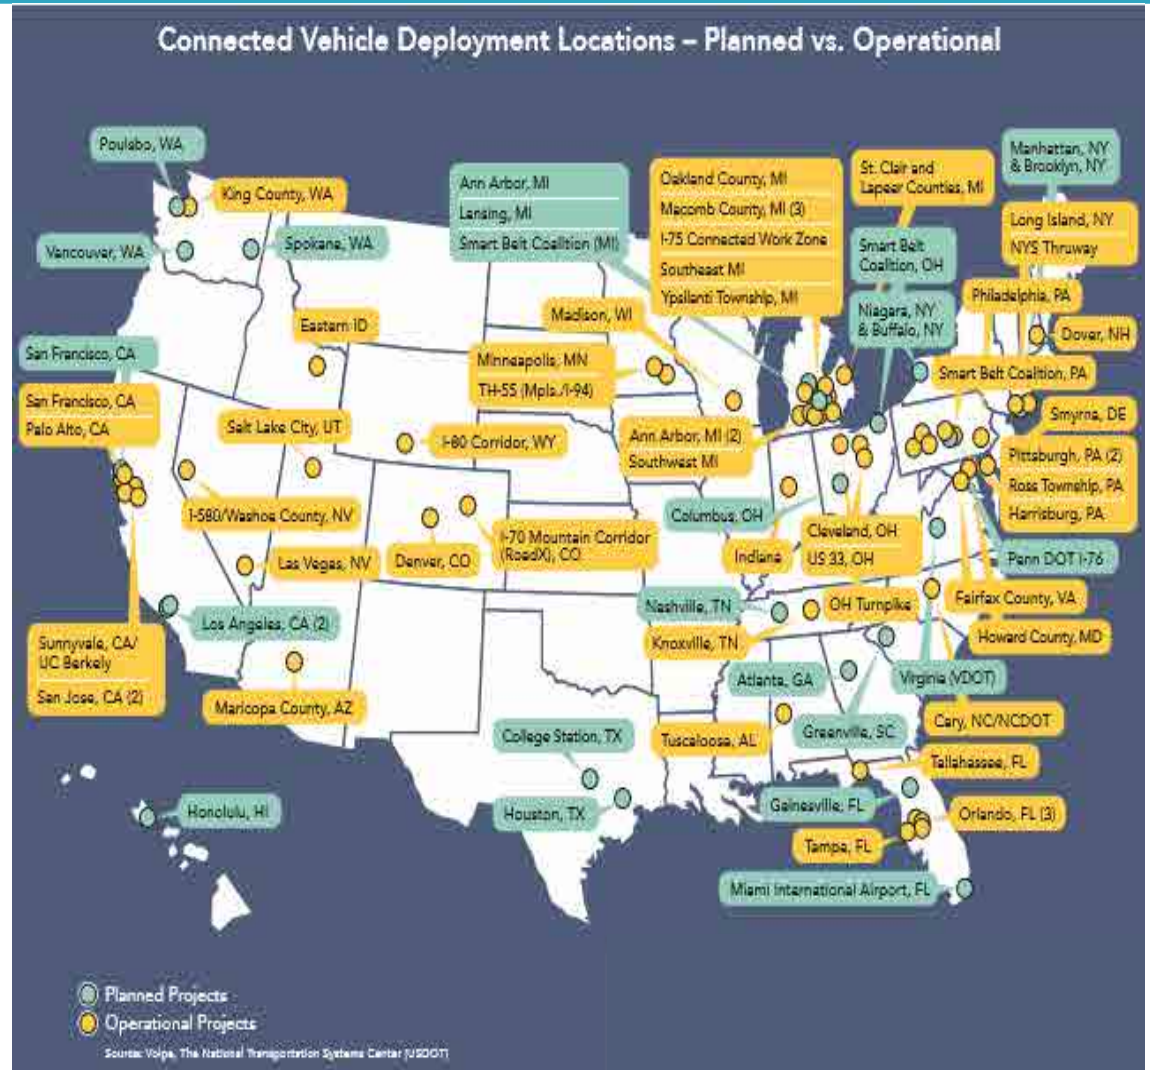 Connected Vehicle Deployment Locations – Planned vs. Operational
Poulsbo, WA
King County, WA
Vancouver, WA
Spokane, WA
Ann Arbor, MI
Lansing, MI
Smart Belt Coalition (MI)
Oakland County, MI
Macomb County, MI (3)
I-75 Connected Work Zone
Southeast MI
Ypsilanti Township, MI
St. Clair and
Lapeer Counties, MI
Manhattan, NY
& Brooklyn, NY
Long Island, NY
NYS Thruway
Smart Belt
Coalition, OH
Niagara, NY
& Buffalo, NY
Philadelphia, PA
Dover, NH
Smart Belt Coalition, PA
Eastern ID
Madison, WI
Minneapolis, MN
TH-55 (Mpls./I-94)
San Francisco, CA
San Francisco, CA
Palo Alto, CA
Salt Lake City, UT
I-80 Corridor, WY
Ann Arbor, MI (2)
Southwest MI
Smyrna, DE
Pittsburgh, PA (2)
Ross Township, PA
Harrisburg, PA
I-580/Washoe County, NV
Las Vegas, NV
Denver, CO
I-70 Mountain Corridor
(RoadX), CO
Columbus, OH
Indiana
Cleveland, OH
US 33, OH
Penn DOT I-76
Los Angeles, CA (2)
Nashville, TN
OH Turnpike
Fairfax County, VA
Knoxville, TN
Howard County, MD
Sunnyvale, CA/
UC Berkely
San Jose, CA (2)
Maricopa County, AZ
Atlanta, GA
Virginia (VDOT)
College Station, TX
Tuscaloosa, AL
Greenville, SC
Cary, NC/NCDOT
Tallahassee, FL
Honolulu, HI
Houston, TX
Gainesville, FL
Orlando, FL (3)
Tampa, FL
Miami International Airport, FL
Planned Projects
Operational Projects
Source: Volpe, The National Transportation Systems Center (USDOT)